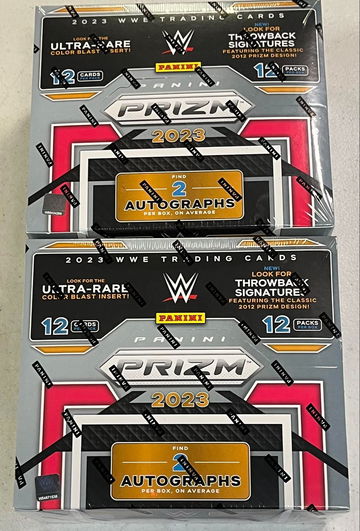 2023 WWE TRADING CARDS
LOOK FOR THE
ULTRA-RARE
COLOR BLAST INSERT!
W
NEW!
LOOK FOR
THROWBACK
SIGNATURES
FEATURING THE CLASSIC
2012 PRIZM DESIGN!
PANINI
12 CARDS
12 PACKS
PANINI
PRIZM
2023
FIND
2
AUTOGRAPHS
PER BOX, ON AVERAGE
2023 WWE TRADING CARDS
LOOK FOR THE
ULTRA-RARE
COLOR BLAST INSERT!
W
NEW!
LOOK FOR
THROWBACK
SIGNATURES
FEATURING THE CLASSIC
2012 PRIZM DESIGN!
PANINI
12 CARDS
12 PACKS
PANINI
PRIZM
2023
FIND
2
AUTOGRAPHS
PER BOX, ON AVERAGE